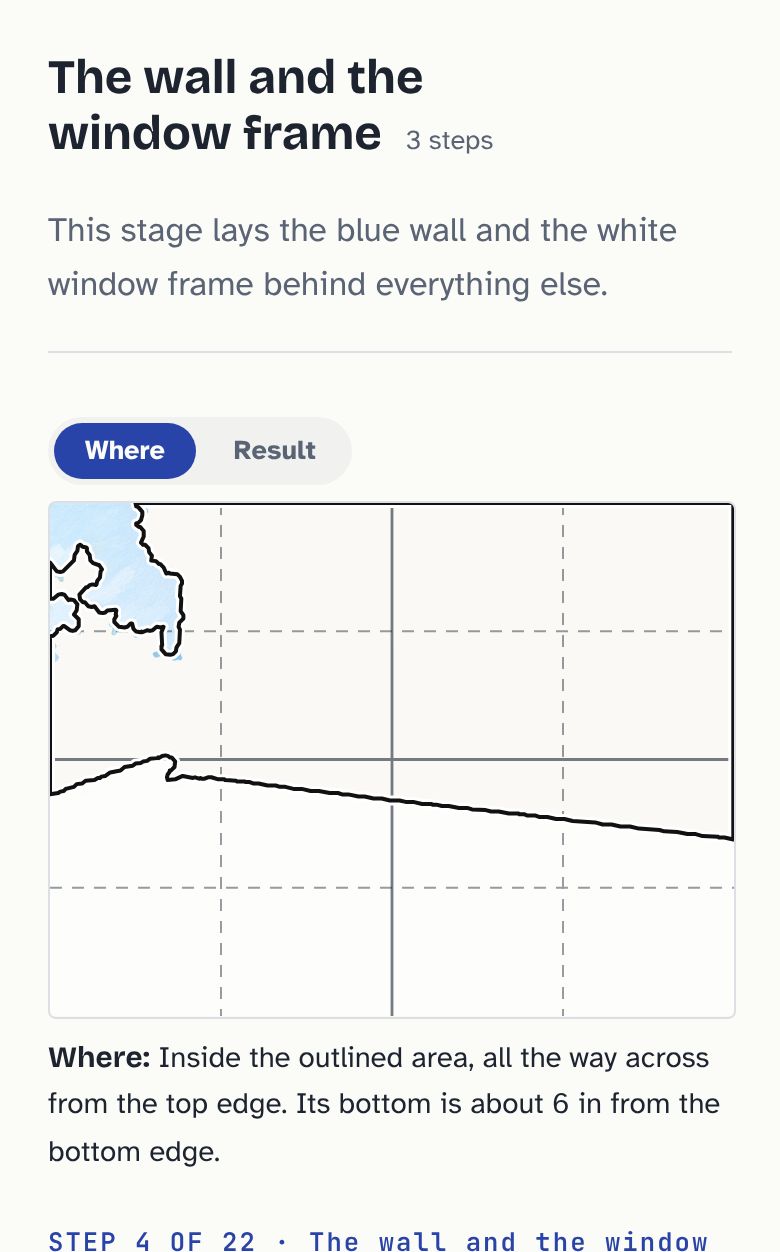 The wall and the
window frame 3 steps
This stage lays the blue wall and the white
window frame behind everything else.
Where Result
Where: Inside the outlined area, all the way across
from the top edge. Its bottom is about 6 in from the
bottom edge.
STEP 4 OF 22 · The wall and the window